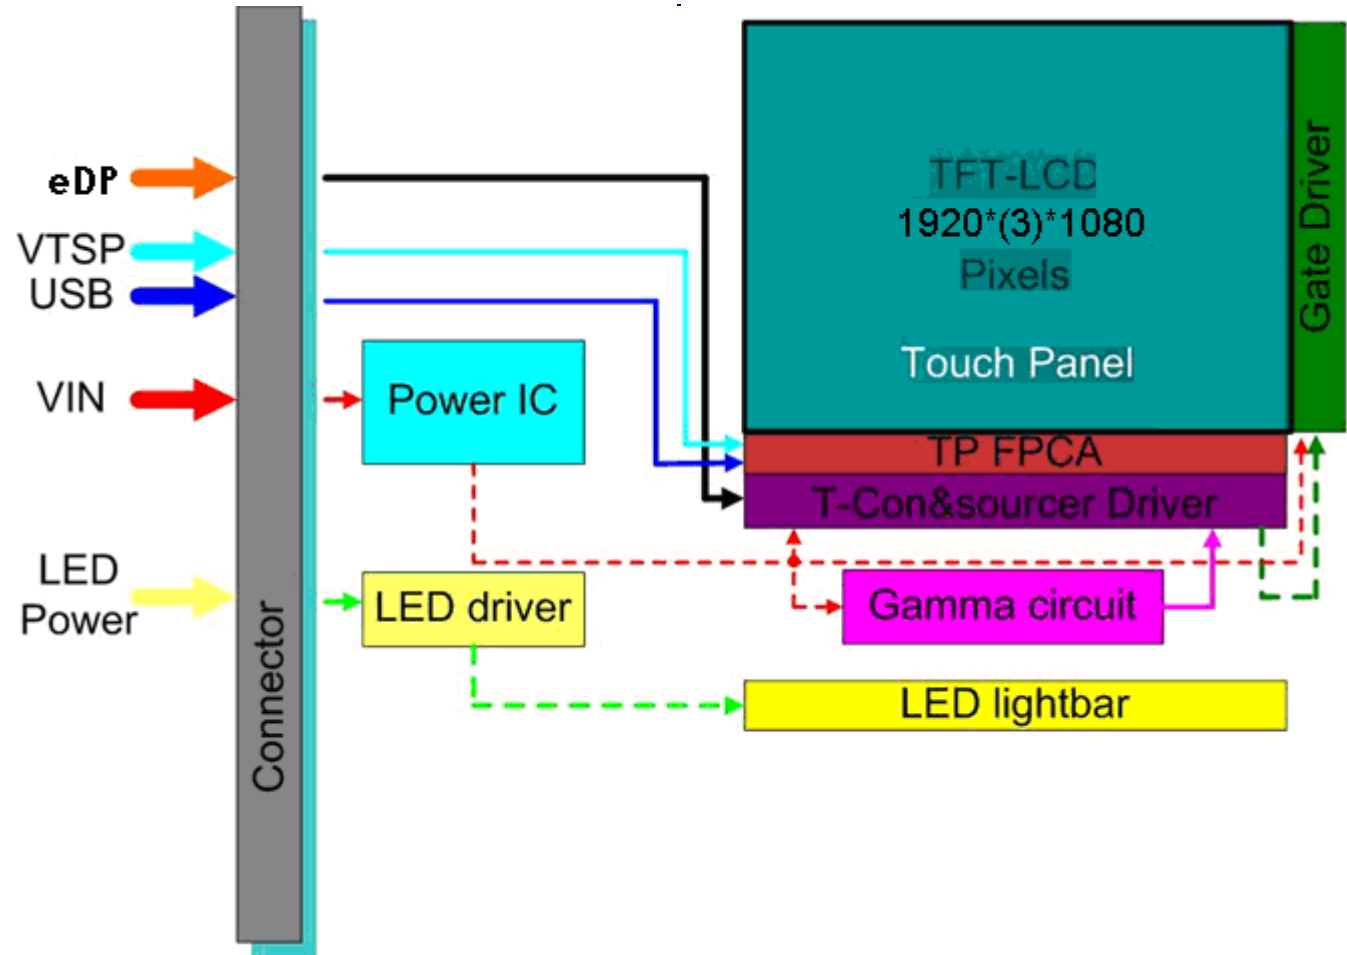 eDP
VTSP
USB
VIN
LED
Power
Connector
Power IC
LED driver
TFT-LCD
1920*(3)*1080
Pixels
Touch Panel
Gate Driver
TP FPCA
T-Con&sourcer Driver
Gamma circuit
LED lightbar